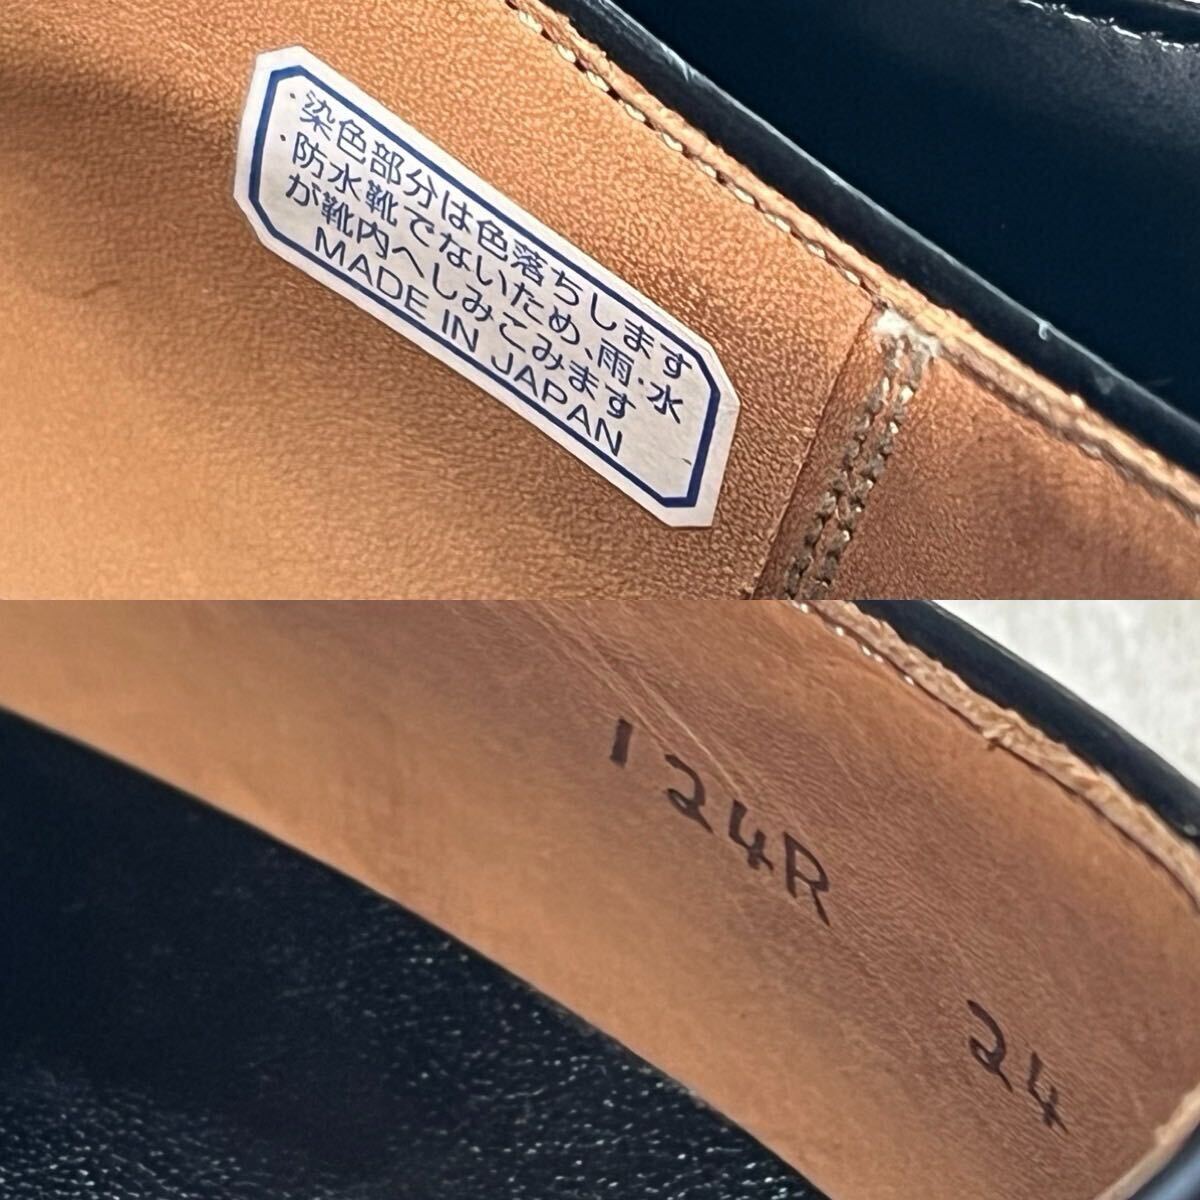 ・染色部分は色落ちします
・防水靴でないため、雨・水
が靴内へしみこみます
MADE IN JAPAN
124R
24